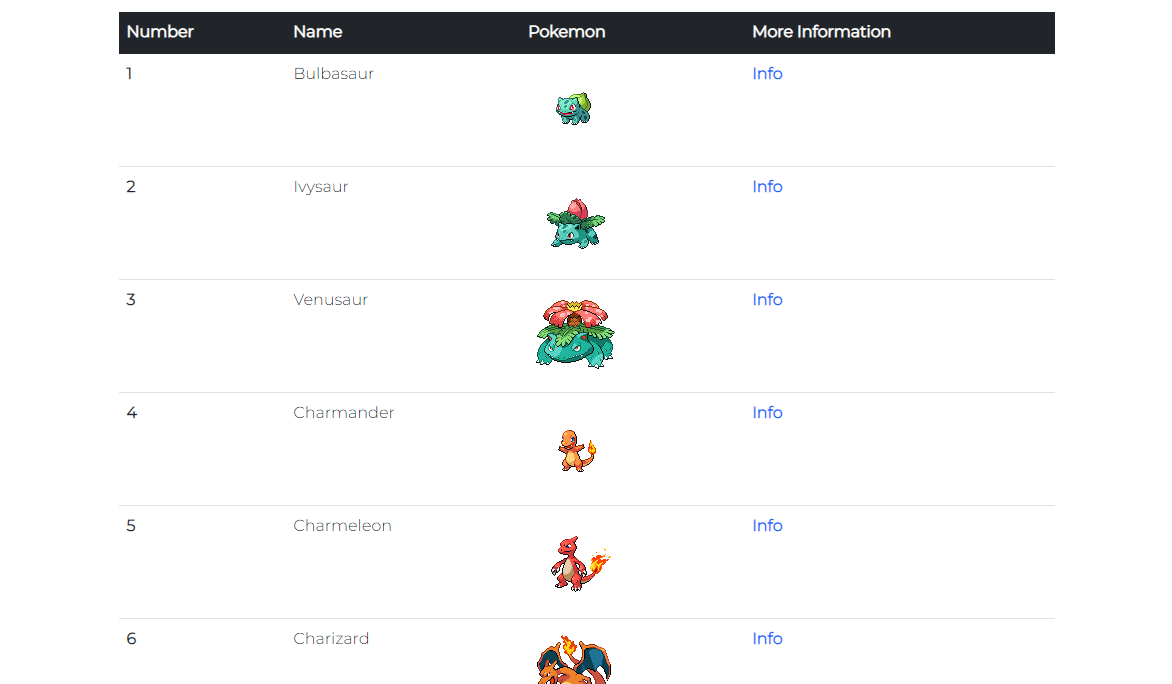 Number Name Pokemon More Information
1 Bulbasaur Info
2 Ivysaur Info
3 Venusaur Info
4 Charmander Info
5 Charmeleon Info
6 Charizard Info